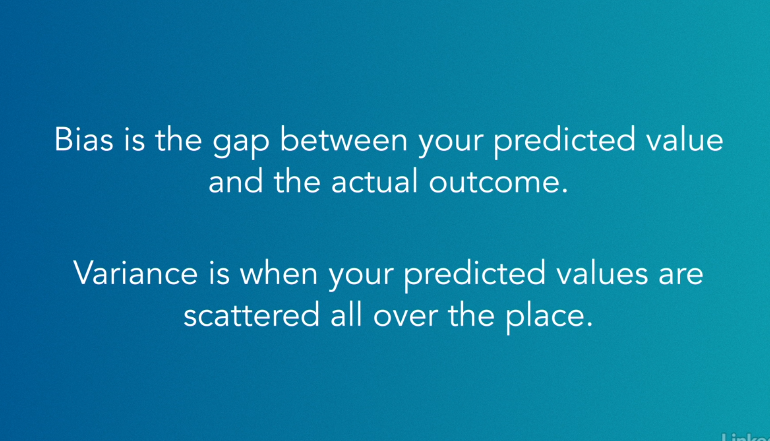 Bias is the gap between your predicted value
and the actual outcome.
Variance is when your predicted values are
scattered all over the place.